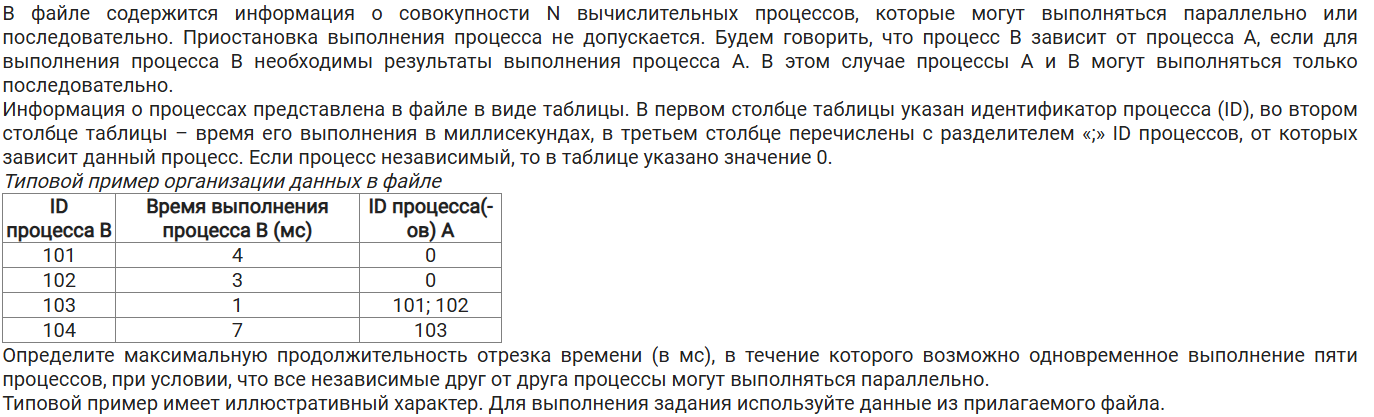 В файле содержится информация о совокупности N вычислительных процессов, которые могут выполняться параллельно или
последовательно. Приостановка выполнения процесса не допускается. Будем говорить, что процесс B зависит от процесса A, если для
выполнения процесса B необходимы результаты выполнения процесса A. В этом случае процессы A и B могут выполняться только
последовательно.
Информация о процессах представлена в файле в виде таблицы. В первом столбце таблицы указан идентификатор процесса (ID), во втором
столбце таблицы – время его выполнения в миллисекундах, в третьем столбце перечислены с разделителем «;» ID процессов, от которых
зависит данный процесс. Если процесс независимый, то в таблице указано значение 0.
Типовой пример организации данных в файле
ID процесса B | Время выполнения процесса B (мс) | ID процесса(-ов) A
101 4 0
102 3 0
103 1 101; 102
104 7 103
Определите максимальную продолжительность отрезка времени (в мс), в течение которого возможно одновременное выполнение пяти
процессов, при условии, что все независимые друг от друга процессы могут выполняться параллельно.
Типовой пример имеет иллюстративный характер. Для выполнения задания используйте данные из прилагаемого файла.